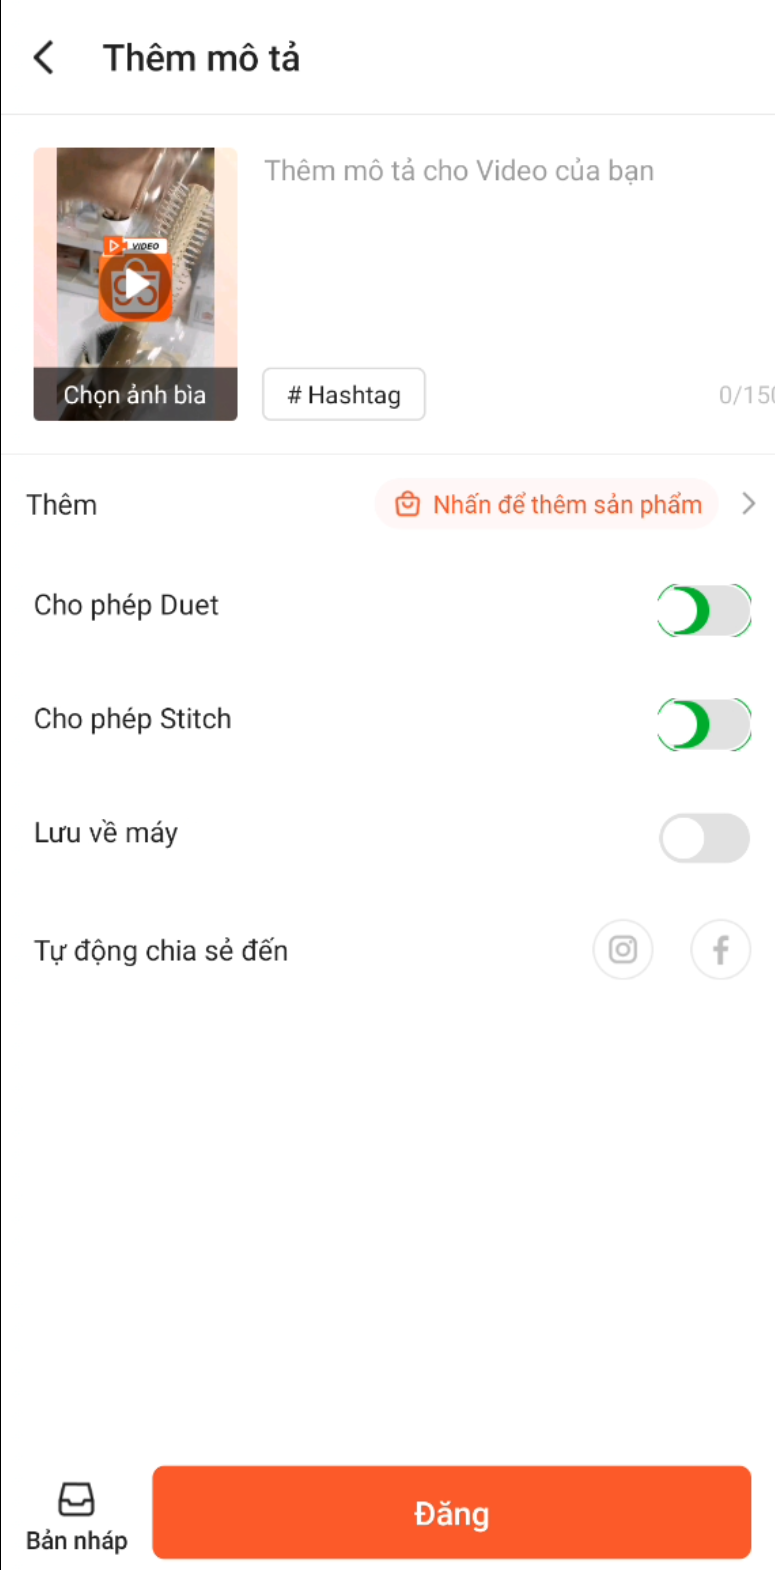 Thêm mô tả
Thêm mô tả cho Video của bạn
VIDEO
95
Chọn ảnh bìa
# Hashtag
0/150
Thêm
Nhấn để thêm sản phẩm
Cho phép Duet
Cho phép Stitch
Lưu về máy
Tự động chia sẻ đến
Bản nháp
Đăng